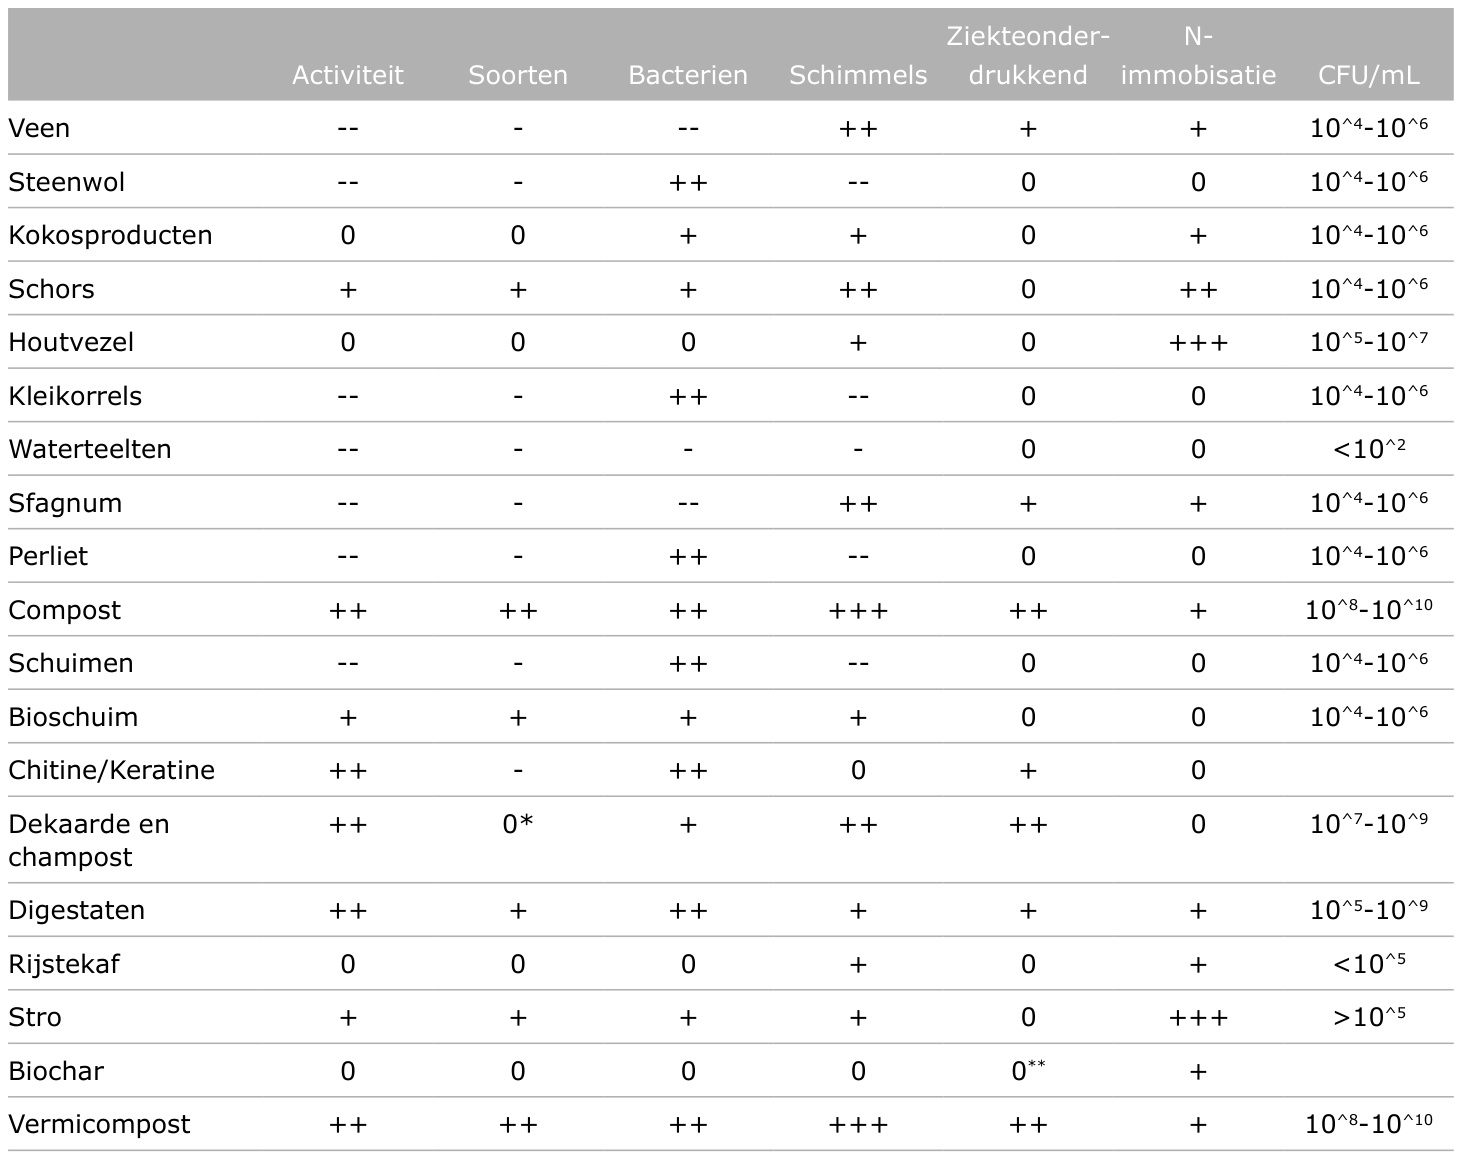 Activiteit Soorten Bacterien Schimmels Ziekteonder-drukkend N-immobisatie CFU/mL
Veen -- - -- ++ + + 10^4-10^6
Steenwol -- - ++ -- 0 0 10^4-10^6
Kokosproducten 0 0 + + 0 + 10^4-10^6
Schors + + + ++ 0 ++ 10^4-10^6
Houtvezel 0 0 0 + 0 +++ 10^5-10^7
Kleikorrels -- - ++ -- 0 0 10^4-10^6
Waterteelten -- - - - 0 0 <10^2
Sfagnum -- - -- ++ + + 10^4-10^6
Perliet -- - ++ -- 0 0 10^4-10^6
Compost ++ ++ ++ +++ ++ + 10^8-10^10
Schuimen -- - ++ -- 0 0 10^4-10^6
Bioschuim + + + + 0 0 10^4-10^6
Chitine/Keratine ++ - ++ 0 + 0
Dekaarde en ++ 0* + ++ ++ 0 10^7-10^9
champost
Digestaten ++ + ++ + + + 10^5-10^9
Rijstekaf 0 0 0 + 0 + <10^5
Stro + + + + 0 +++ >10^5
Biochar 0 0 0 0 0** +
Vermicompost ++ ++ ++ +++ ++ + 10^8-10^10